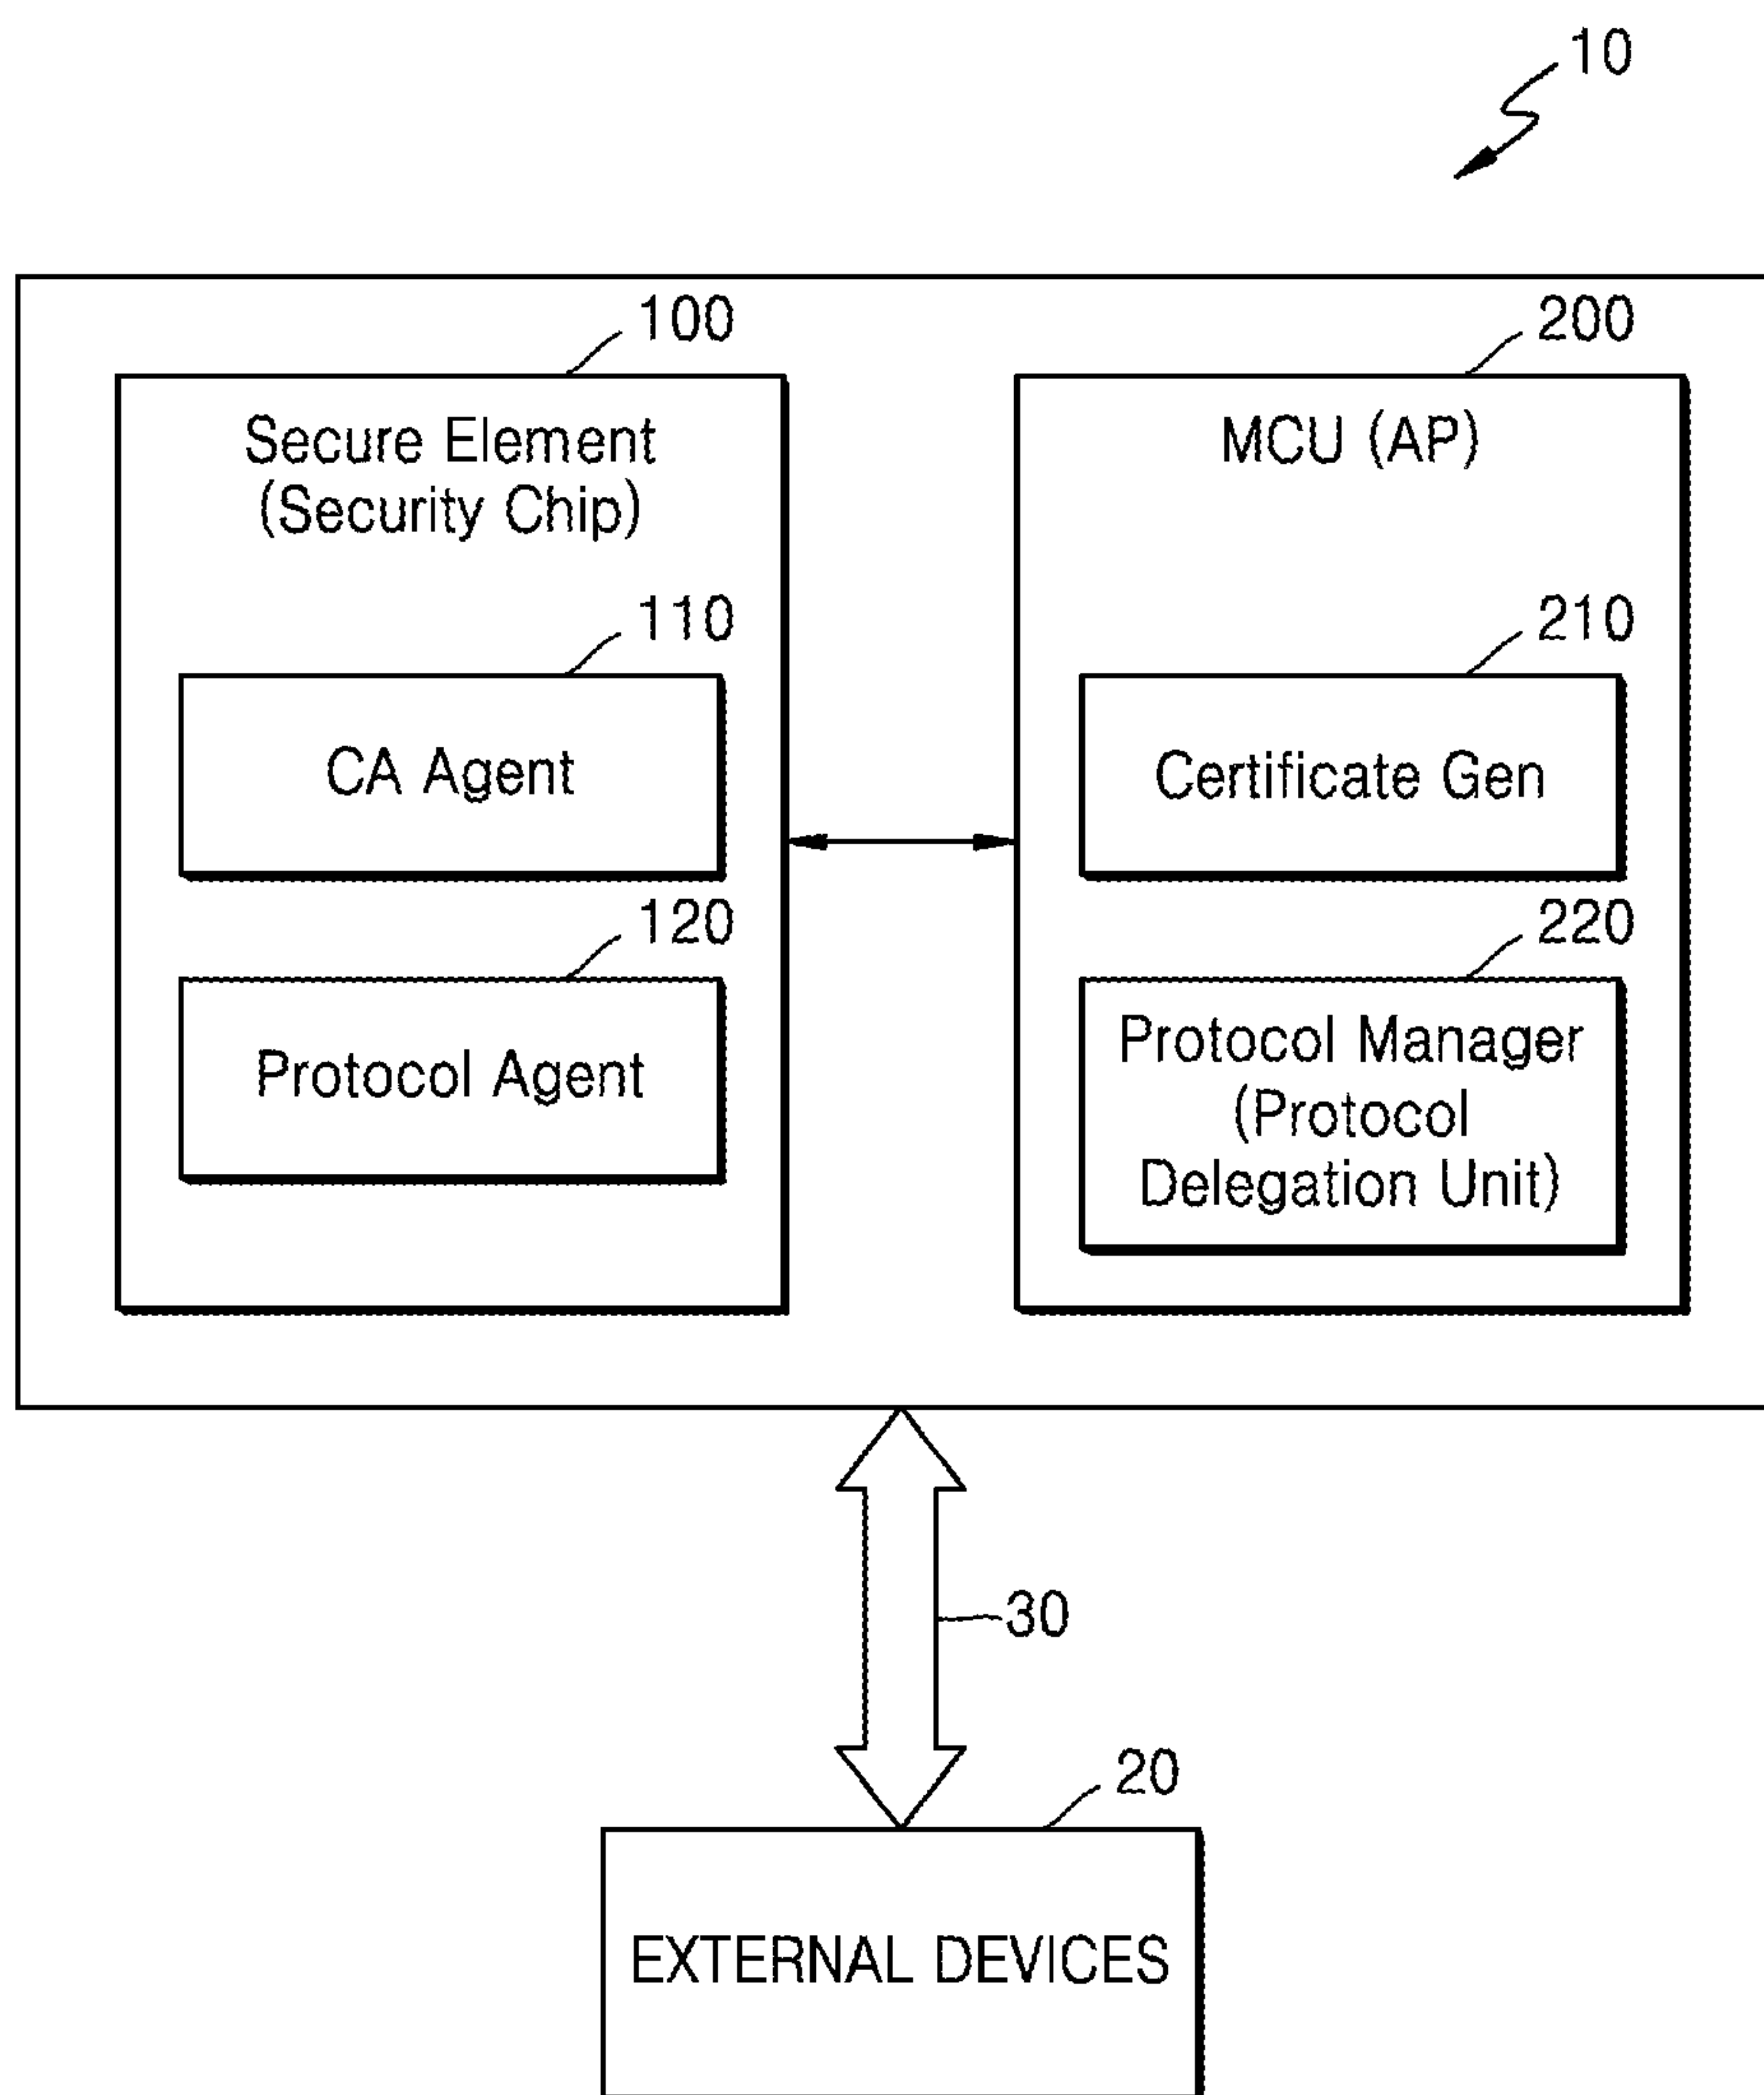 10
100
200
Secure Element
(Security Chip)
MCU (AP)
110
210
CA Agent
Certificate Gen
120
220
Protocol Agent
Protocol Manager
(Protocol
Delegation Unit)
30
20
EXTERNAL DEVICES